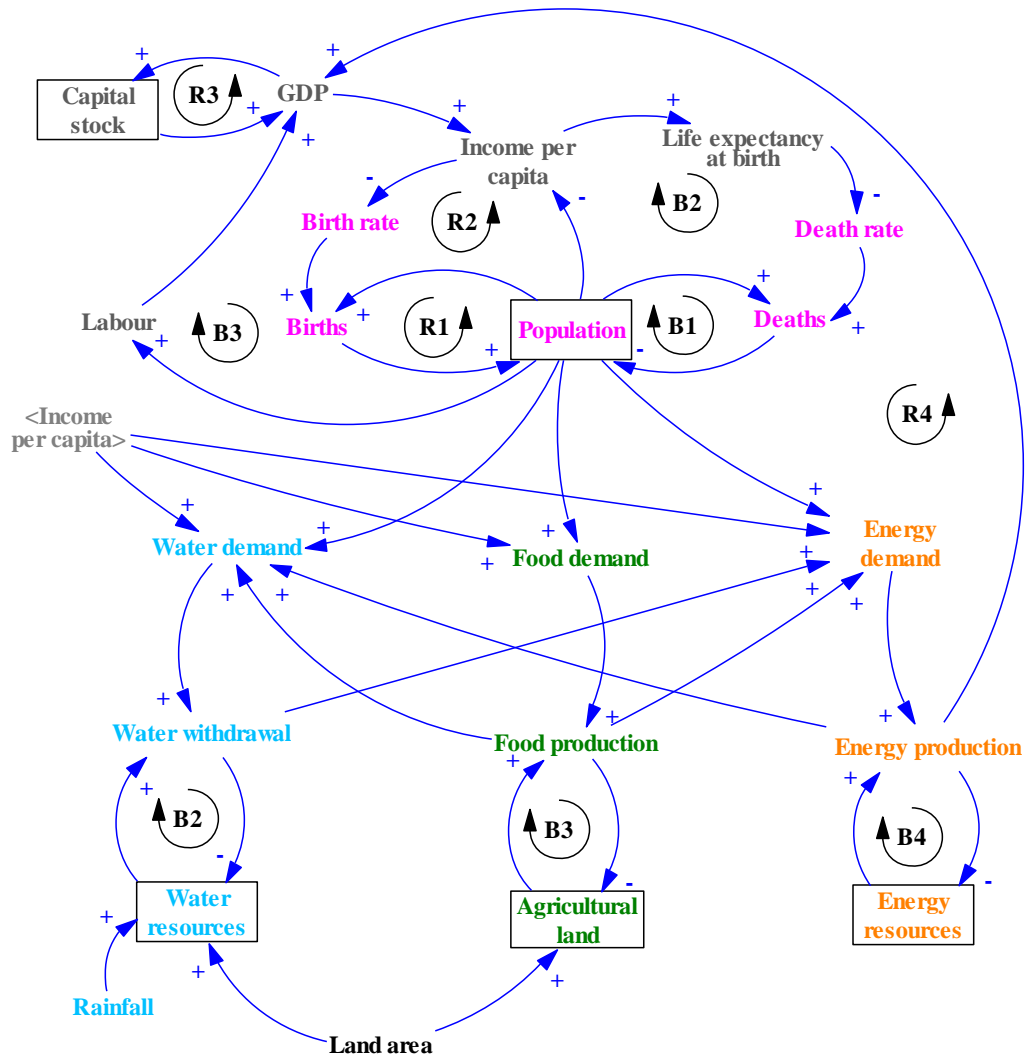 +
+
R3
GDP
+
Capital
stock
+
+
+
Income per
capita
Life expectancy
at birth
-
-
-
R2
B2
Birth rate
Death rate
+
+
+
+
Labour
+
B3
Births
R1
Population
B1
Deaths
+
-
<Income
per capita>
R4
+
+
+
+
Water demand
+
Food demand
+
Energy
demand
+
+
+
+
+
+
+
Water withdrawal
Food production
Energy production
+
+
+
B2
B3
B4
-
-
-
Water
resources
Agricultural
land
Energy
resources
+
+
+
Rainfall
Land area